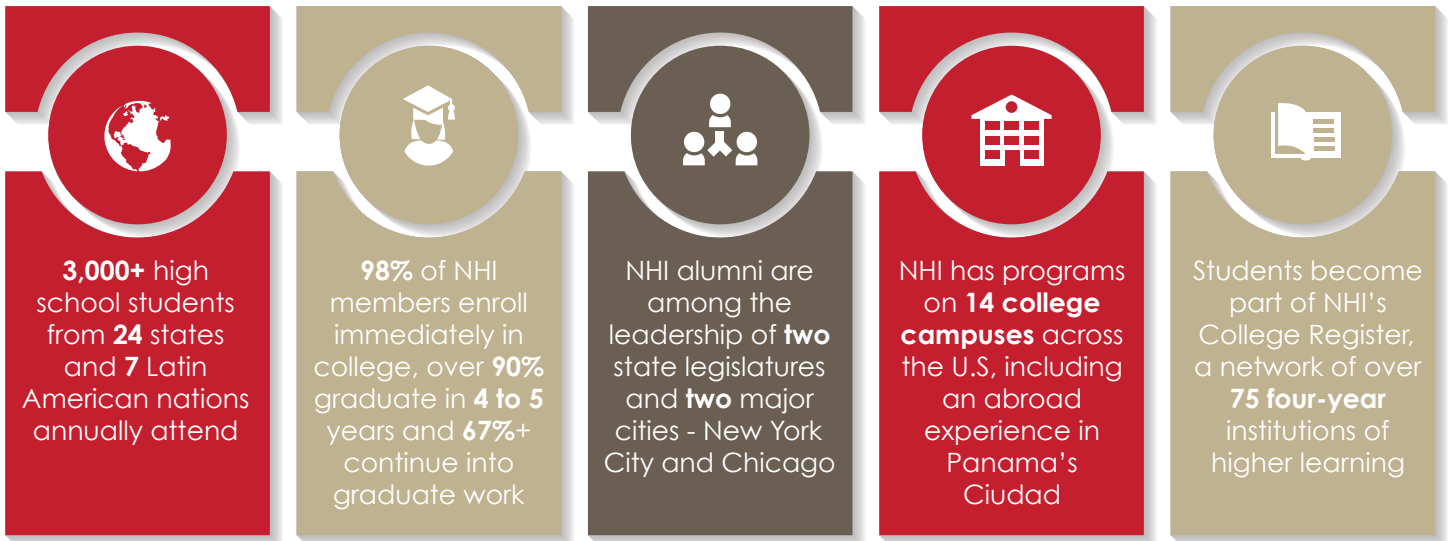 3,000+ high
school students
from 24 states
and 7 Latin
American nations
annually attend
98% of NHI
members enroll
immediately in
college, over 90%
graduate in 4 to 5
years and 67%+
continue into
graduate work
NHI alumni are
among the
leadership of two
state legislatures
and two major
cities - New York
City and Chicago
NHI has programs
on 14 college
campuses across
the U.S, including
an abroad
experience in
Panama's
Ciudad
Students become
part of NHI's
College Register,
a network of over
75 four-year
institutions of
higher learning